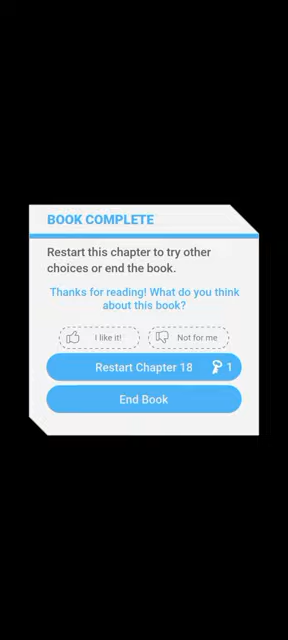 BOOK COMPLETE
Restart this chapter to try other
choices or end the book.
Thanks for reading! What do you think
about this book?
I like it!
Not for me
Restart Chapter 18 1
End Book